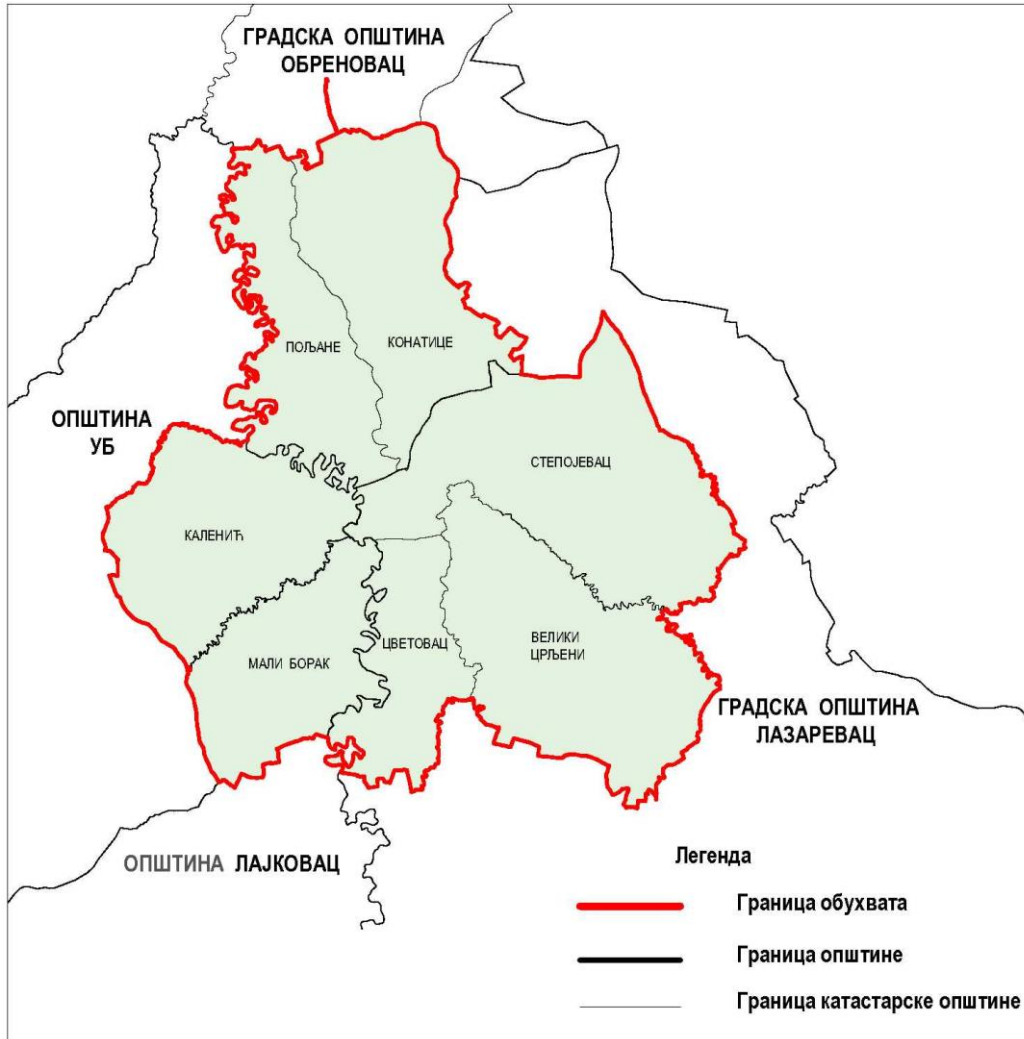 ГРАДСКА ОПШТИНА
ОБРЕНОВАЦ
ПОЉАНЕ
КОНАТИЦЕ
ОПШТИНА
УБ
СТЕПОЈЕВАЦ
КАЛЕНИЋ
МАЛИ БОРАК
ЦВЕТОВАЦ
ВЕЛИКИ
ЦРЉЕНИ
ГРАДСКА ОПШТИНА
ЛАЗАРЕВАЦ
ОПШТИНА ЛАЈКОВАЦ
Легенда
Граница обухвата
Граница општине
Граница катастарске општине